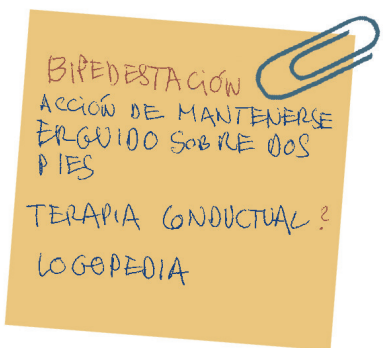 BIPEDESTACIÓN
ACCIÓN DE MANTENERSE
ERGUIDO SOBRE DOS
PIES
TERAPIA CONDUCTUAL?
LOGOPEDIA